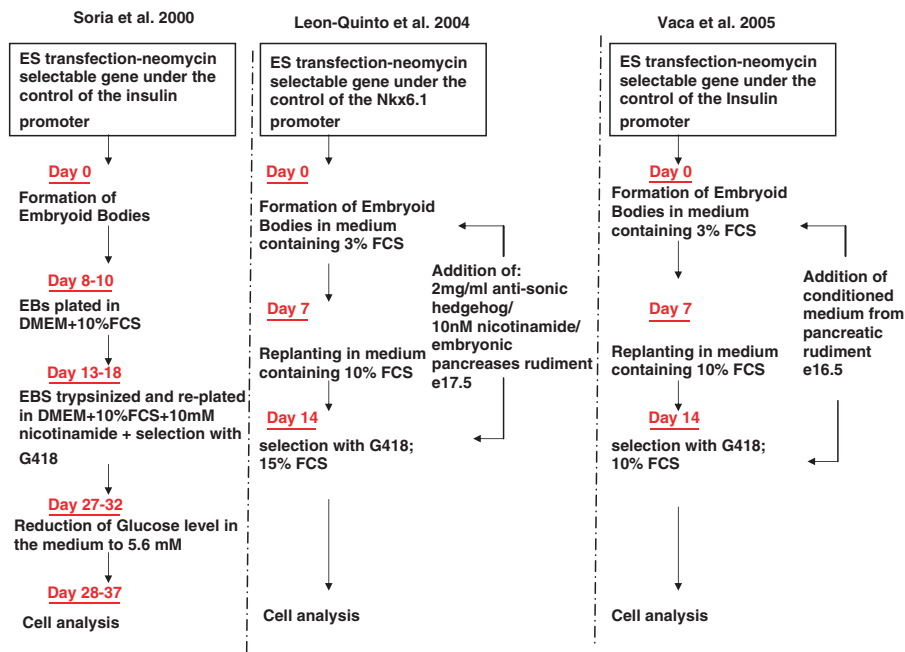 Soria et al. 2000
ES transfection-neomycin
selectable gene under the
control of the insulin
promoter
Day 0
Formation of
Embryoid Bodies
Day 8-10
EBs plated in
DMEM+10%FCS
Day 13-18
EBS trypsinized and re-plated
in DMEM+10%FCS+10mM
nicotinamide + selection with
G418
Day 27-32
Reduction of Glucose level in
the medium to 5.6 mM
Day 28-37
Cell analysis
Leon-Quinto et al. 2004
ES transfection-neomycin
selectable gene under the
control of the Nkx6.1
promoter
Day 0
Formation of Embryoid
Bodies in medium
containing 3% FCS
Day 7
Replanting in medium
containing 10% FCS
Day 14
selection with G418;
15% FCS
Cell analysis
Addition of:
2mg/ml anti-sonic
hedgehog/
10nM nicotinamide/
embryonic
pancreases rudiment
e17.5
Vaca et al. 2005
ES transfection-neomycin
selectable gene under the
control of the Insulin
promoter
Day 0
Formation of Embryoid
Bodies in medium
containing 3% FCS
Day 7
Replanting in medium
containing 10% FCS
Day 14
selection with G418;
10% FCS
Cell analysis
Addition of
conditioned
medium from
pancreatic
rudiment
e16.5